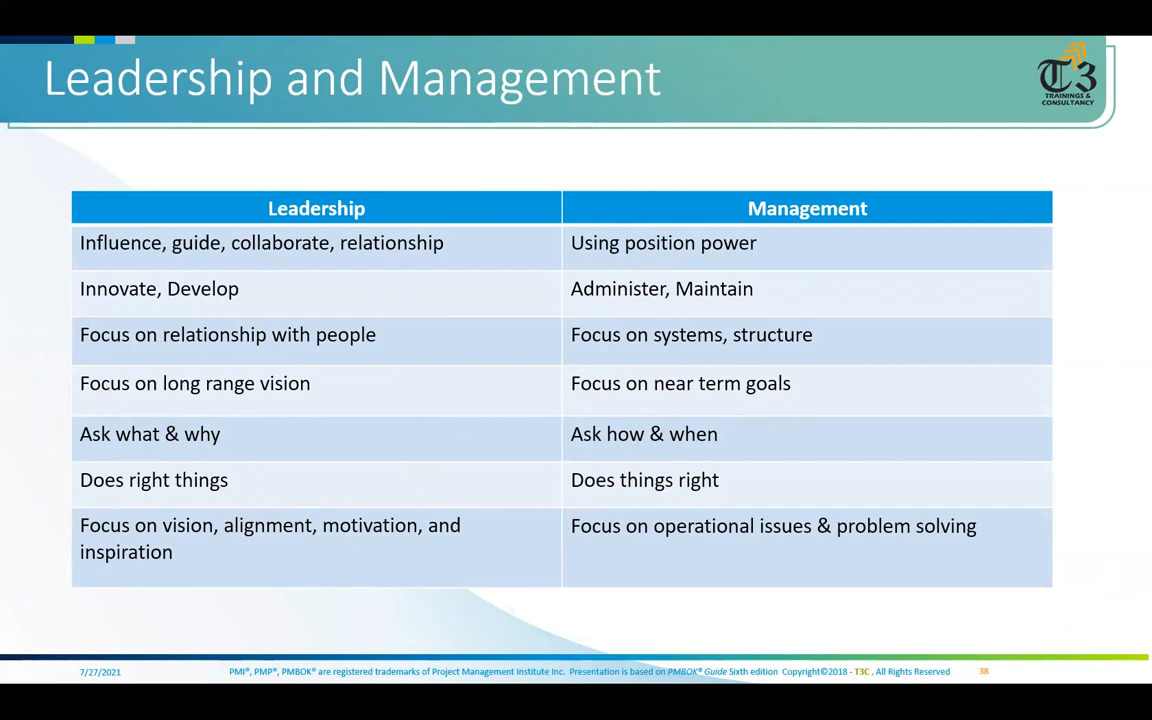 Leadership and Management
T3
TRAININGS &
CONSULTANCY
Leadership Management
Influence, guide, collaborate, relationship Using position power
Innovate, Develop Administer, Maintain
Focus on relationship with people Focus on systems, structure
Focus on long range vision Focus on near term goals
Ask what & why Ask how & when
Does right things Does things right
Focus on vision, alignment, motivation, and Focus on operational issues & problem solving
inspiration
7/27/2021 PMI®, PMP®, PMBOK® are registered trademarks of Project Management Institute Inc. Presentation is based on PMBOK® Guide Sixth edition Copyright©2018 - T3C , All Rights Reserved 38